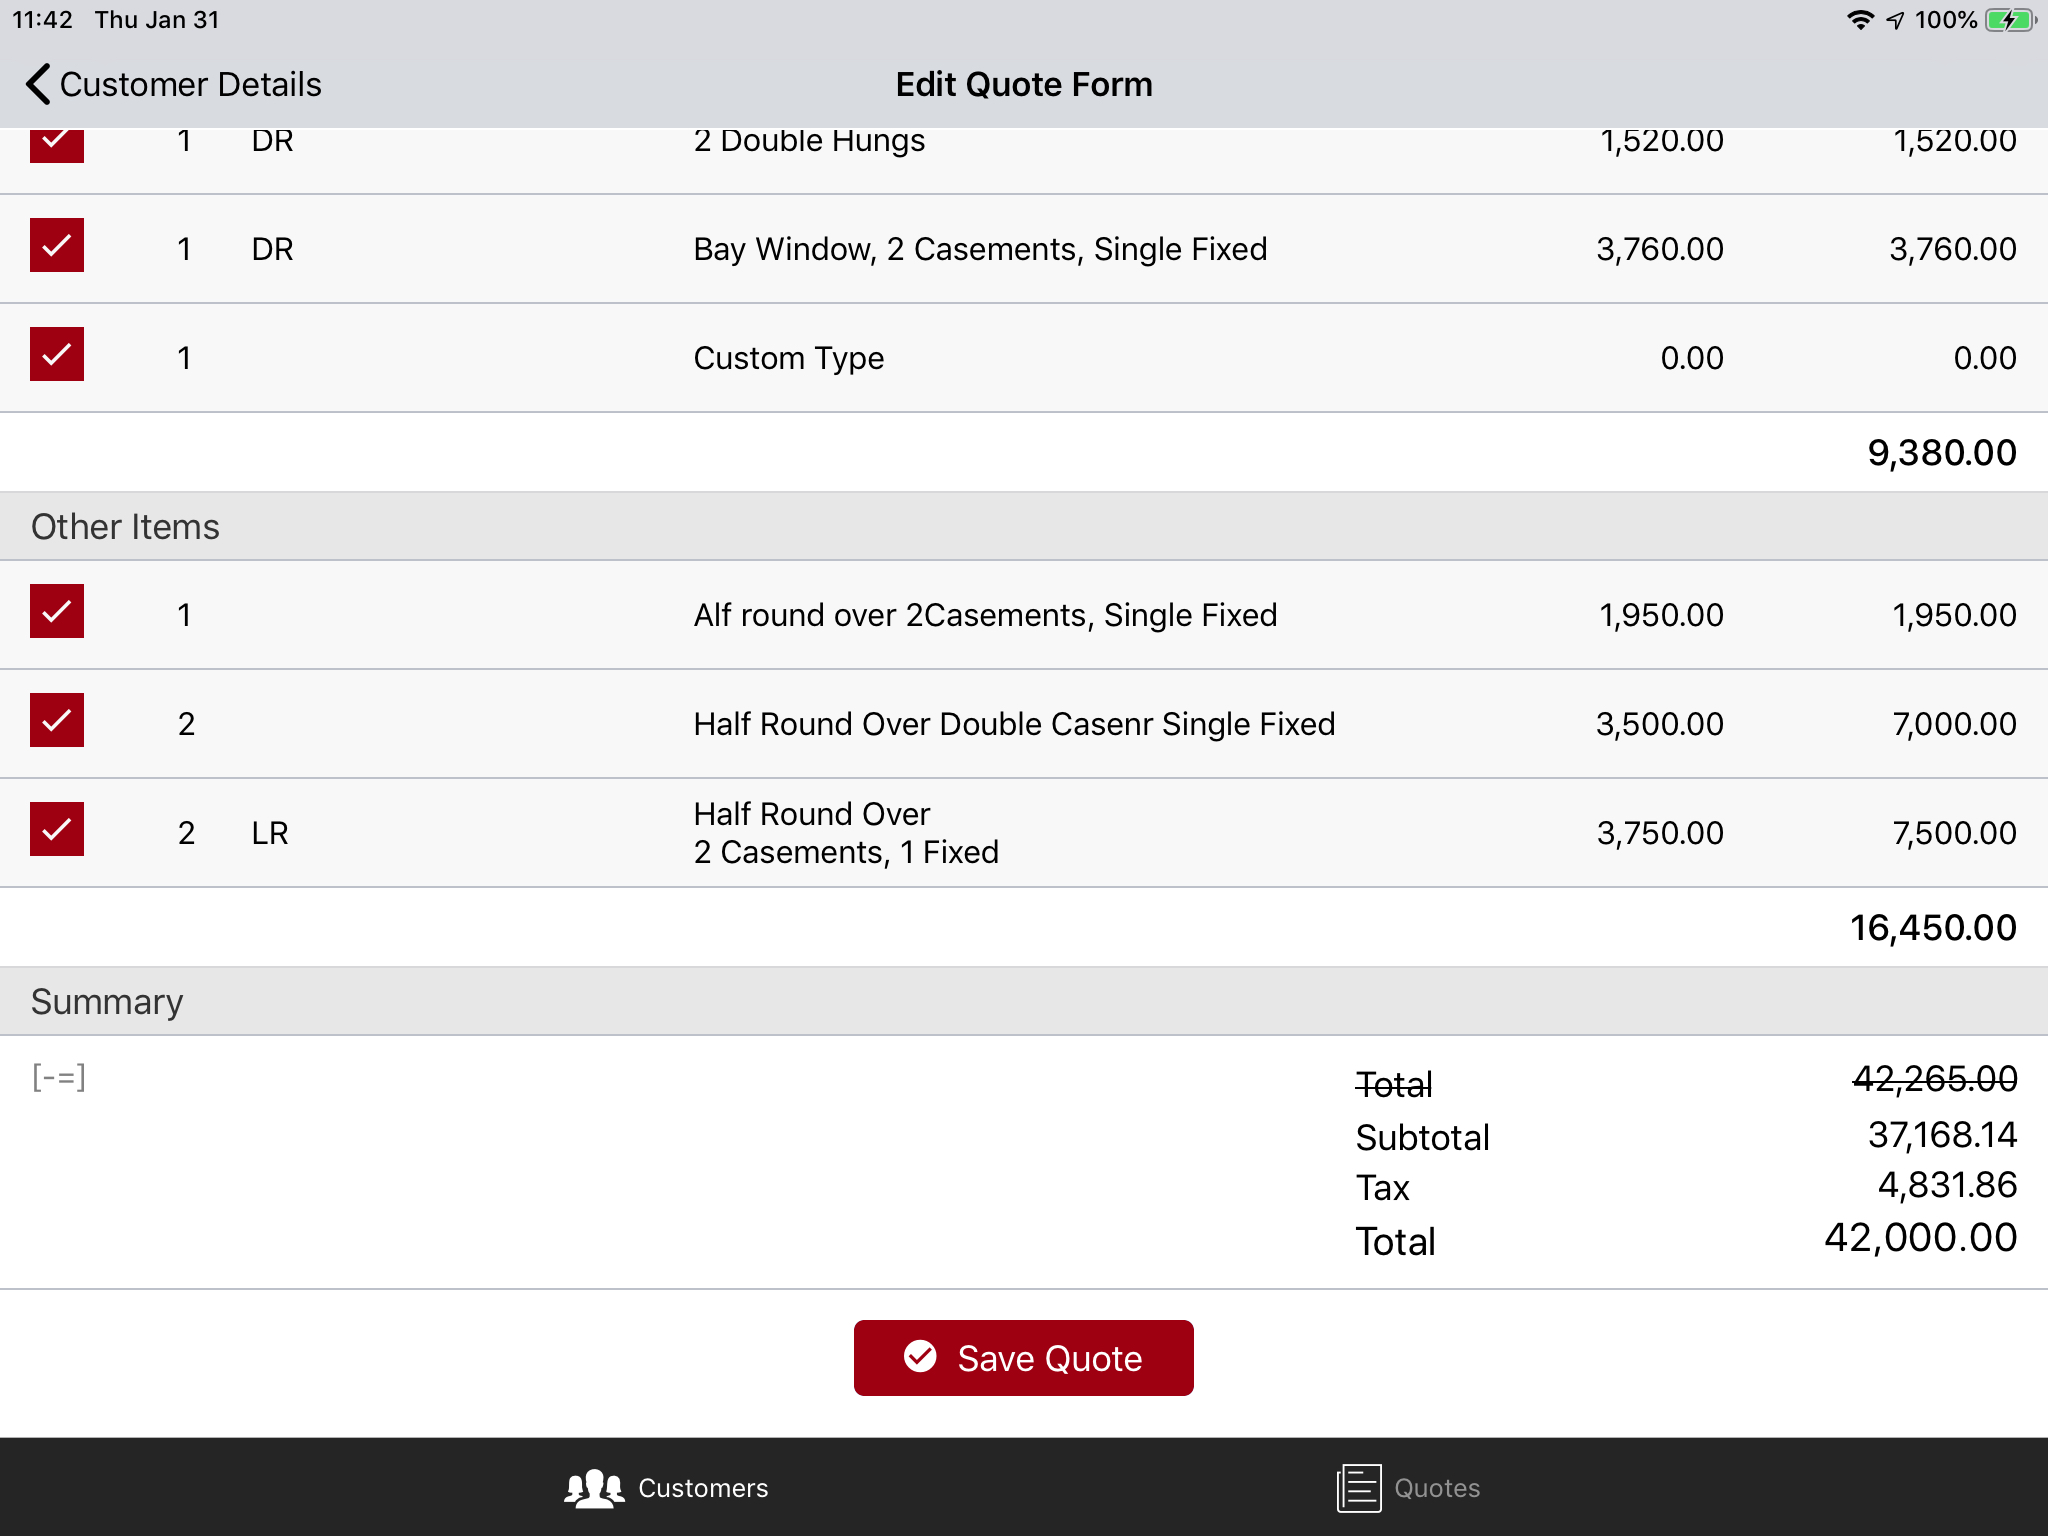 11:42 Thu Jan 31 100%
Customer Details Edit Quote Form
1 DR 2 Double Hungs 1,520.00 1,520.00
1 DR Bay Window, 2 Casements, Single Fixed 3,760.00 3,760.00
1 Custom Type 0.00 0.00
9,380.00
Other Items
1 Alf round over 2Casements, Single Fixed 1,950.00 1,950.00
2 Half Round Over Double Casenr Single Fixed 3,500.00 7,000.00
2 LR Half Round Over 3,750.00 7,500.00
2 Casements, 1 Fixed
16,450.00
Summary
[-=] Total 42,265.00
Subtotal 37,168.14
Tax 4,831.86
Total 42,000.00
Save Quote
Customers Quotes